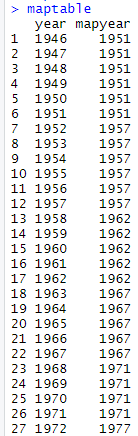 > maptable
year mapyear
1 1946 1951
2 1947 1951
3 1948 1951
4 1949 1951
5 1950 1951
6 1951 1951
7 1952 1957
8 1953 1957
9 1954 1957
10 1955 1957
11 1956 1957
12 1957 1957
13 1958 1962
14 1959 1962
15 1960 1962
16 1961 1962
17 1962 1962
18 1963 1967
19 1964 1967
20 1965 1967
21 1966 1967
22 1967 1967
23 1968 1971
24 1969 1971
25 1970 1971
26 1971 1971
27 1972 1977